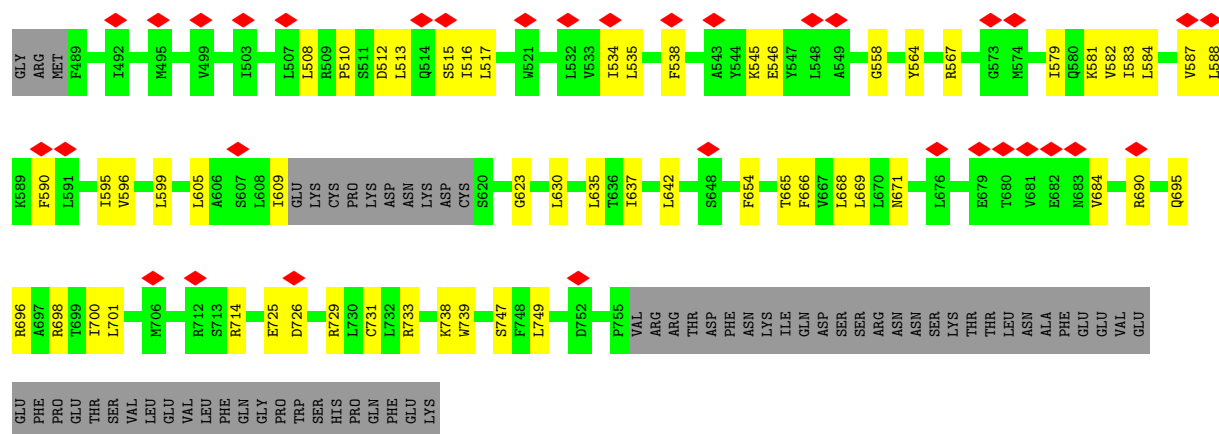 GLY ARG MET F489 I492 M495 V499 I503 L507 L508 R509 P510 S511 D512 L513 Q514 S515 I516 L517 W521 L532 V533 I534 L535 F538 A543 Y544 K545 E546 Y547 L548 A549 G558 Y564 R567 G573 M574 I579 Q580 K581 V582 I583 L584 V587 L588
K589 F590 L591 I595 V596 L599 L605 A606 S607 L608 I609 GLU LYS CYS PRO LYS ASP ASN LYS ASP CYS S620 G623 L630 L635 T636 I637 L642 S648 F654 T665 F666 V667 L668 L669 L670 N671 L676 E679 T680 V681 E682 N683 V684 R690 Q695
R696 A697 R698 T699 I700 L701 M706 R712 S713 R714 E725 D726 R729 L730 C731 L732 R733 K738 W739 S747 F748 L749 D752 P755 VAL ARG ARG THR ASP PHE ASN LYS ILE GLN ASP SER SER ARG ASN ASN SER LYS THR THR LEU ASN ALA PHE GLU GLU VAL GLU
GLU PHE PRO GLU THR SER VAL LEU GLU VAL LEU PHE GLN GLY PRO TRP SER HIS PRO GLN PHE GLU LYS